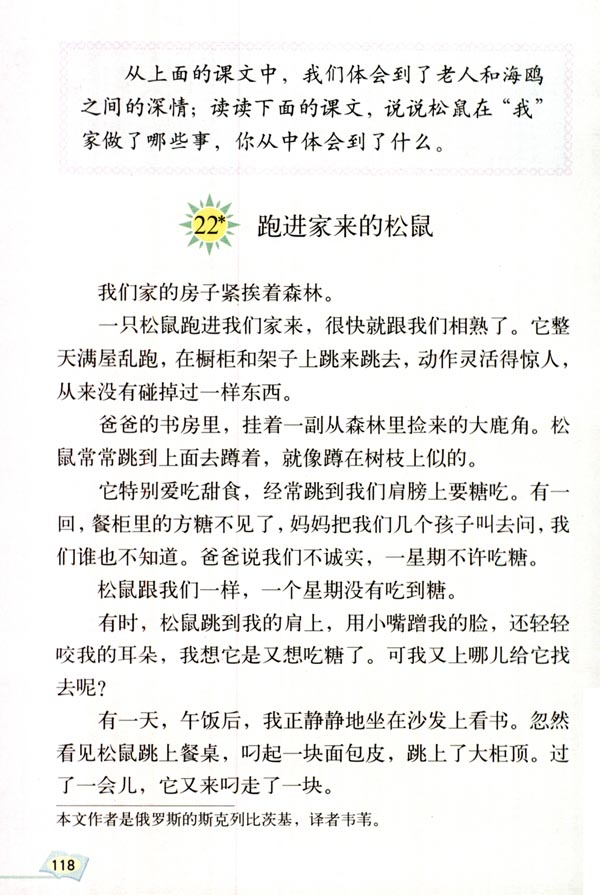 从上面的课文中，我们体会到了老人和海鸥
之间的深情；读读下面的课文，说说松鼠在“我”
家做了哪些事，你从中体会到了什么。
22* 跑进家来的松鼠
我们家的房子紧挨着森林。
一只松鼠跑进我们家来，很快就跟我们相熟了。它整
天满屋乱跑，在橱柜和架子上跳来跳去，动作灵活得惊人，
从来没有碰掉过一样东西。
爸爸的书房里，挂着一副从森林里捡来的大鹿角。松
鼠常常跳到上面去蹲着，就像蹲在树枝上似的。
它特别爱吃甜食，经常跳到我们肩膀上要糖吃。有一
回，餐柜里的方糖不见了，妈妈把我们几个孩子叫去问，我
们谁也不知道。爸爸说我们不诚实，一星期不许吃糖。
松鼠跟我们一样，一个星期没有吃到糖。
有时，松鼠跳到我的肩上，用小嘴蹭我的脸，还轻轻
咬我的耳朵，我想它是又想吃糖了。可我又上哪儿给它找
去呢？
有一天，午饭后，我正静静地坐在沙发上看书。忽然
看见松鼠跳上餐桌，叼起一块面包皮，跳上了大柜顶。过
了一会儿，它又来叼走了一块。
本文作者是俄罗斯的斯克列比茨基，译者韦苇。
118